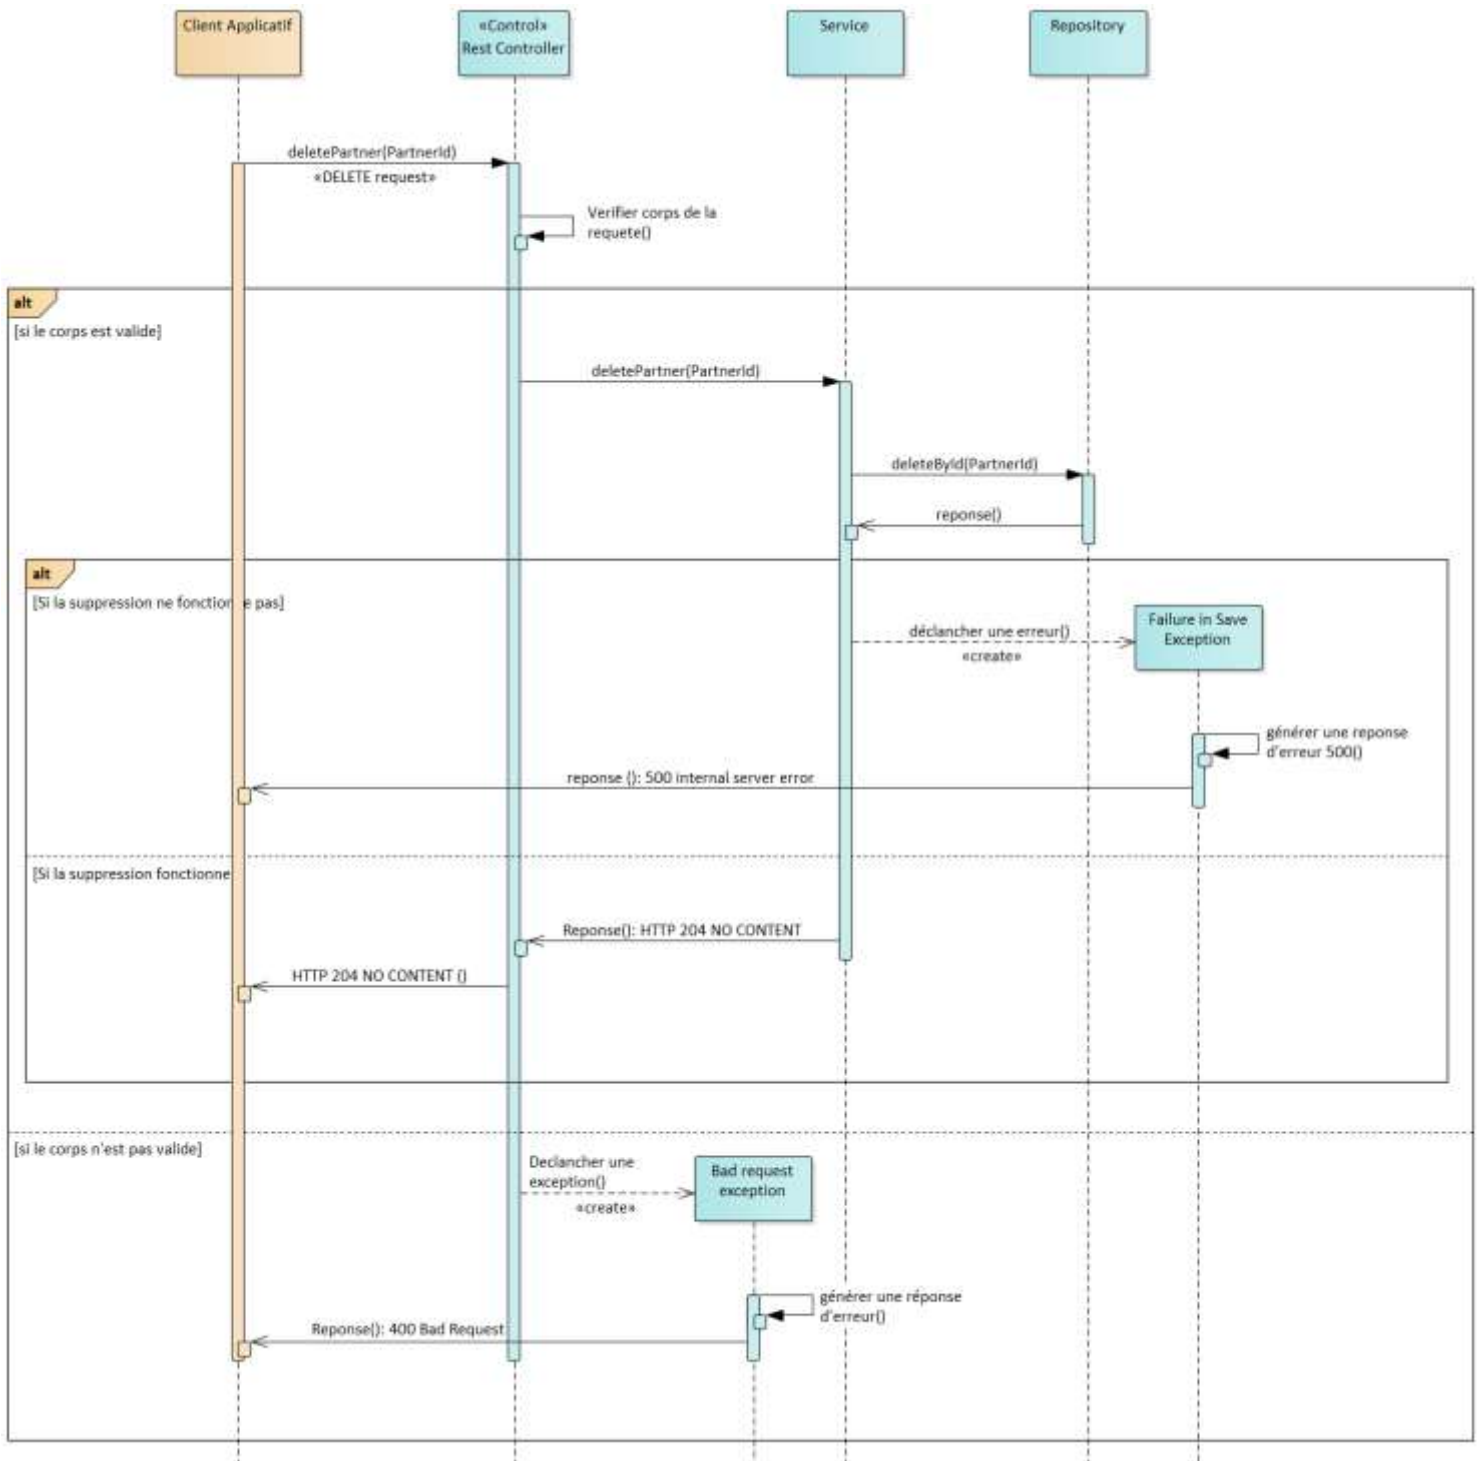 Client Applicatif
«Control»
Rest Controller
Service
Repository
deletePartner(PartnerId)
«DELETE request»
Verifier corps de la
requete()
alt
[si le corps est valide]
deletePartner(PartnerId)
deleteById(PartnerId)
reponse()
alt
[Si la suppression ne fonctionne pas]
déclancher une erreur()
«create»
Failure in Save
Exception
générer une reponse
d'erreur 500()
reponse (): 500 internal server error
[Si la suppression fonctionne
Reponse(): HTTP 204 NO CONTENT
HTTP 204 NO CONTENT ()
[si le corps n'est pas valide]
Declancher une
exception()
«create»
Bad request
exception
générer une réponse
d'erreur()
Reponse(): 400 Bad Request